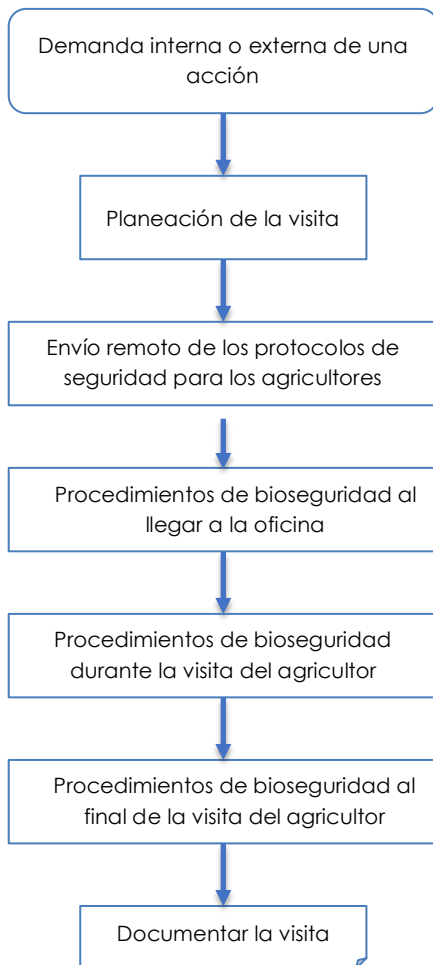 Demanda interna o externa de una
acción
Planeación de la visita
Envío remoto de los protocolos de
seguridad para los agricultores
Procedimientos de bioseguridad al
llegar a la oficina
Procedimientos de bioseguridad
durante la visita del agricultor
Procedimientos de bioseguridad al
final de la visita del agricultor
Documentar la visita